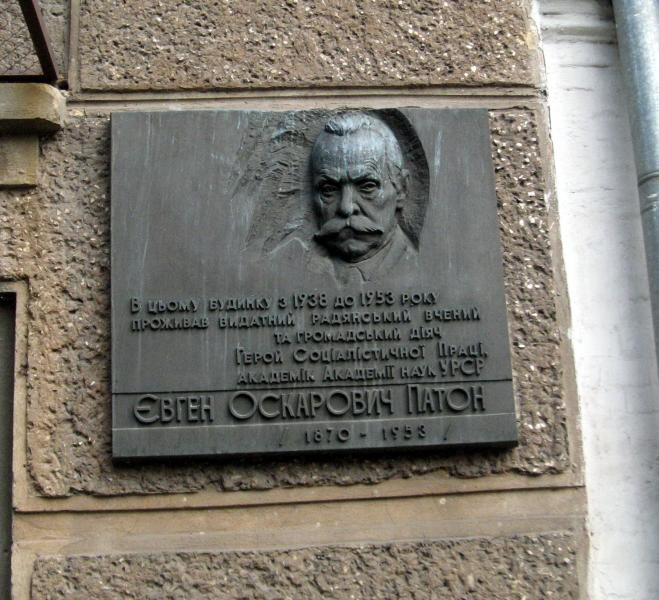 В цьому будинку з 1938 до 1953 року
проживав видатний радянський вчений
та громадський діяч
Герой Соціалістичної Праці,
академік Академії наук УРСР
Євген Оскарович Патон
/ 1870 - 1953 /